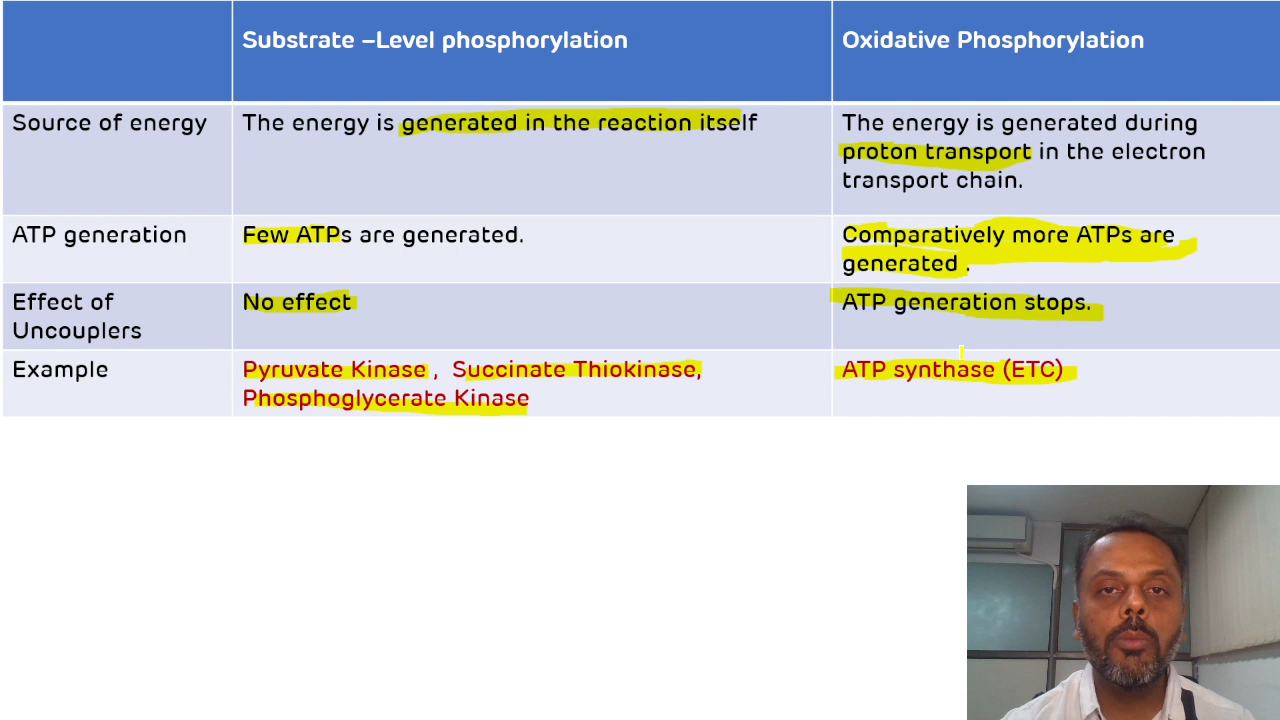 Substrate –Level phosphorylation
Oxidative Phosphorylation
Source of energy
The energy is generated in the reaction itself
The energy is generated during
proton transport in the electron
transport chain.
ATP generation
Few ATPs are generated.
Comparatively more ATPs are
generated .
Effect of
Uncouplers
No effect
ATP generation stops.
Example
Pyruvate Kinase ,  Succinate Thiokinase,
Phosphoglycerate Kinase
ATP synthase (ETC)